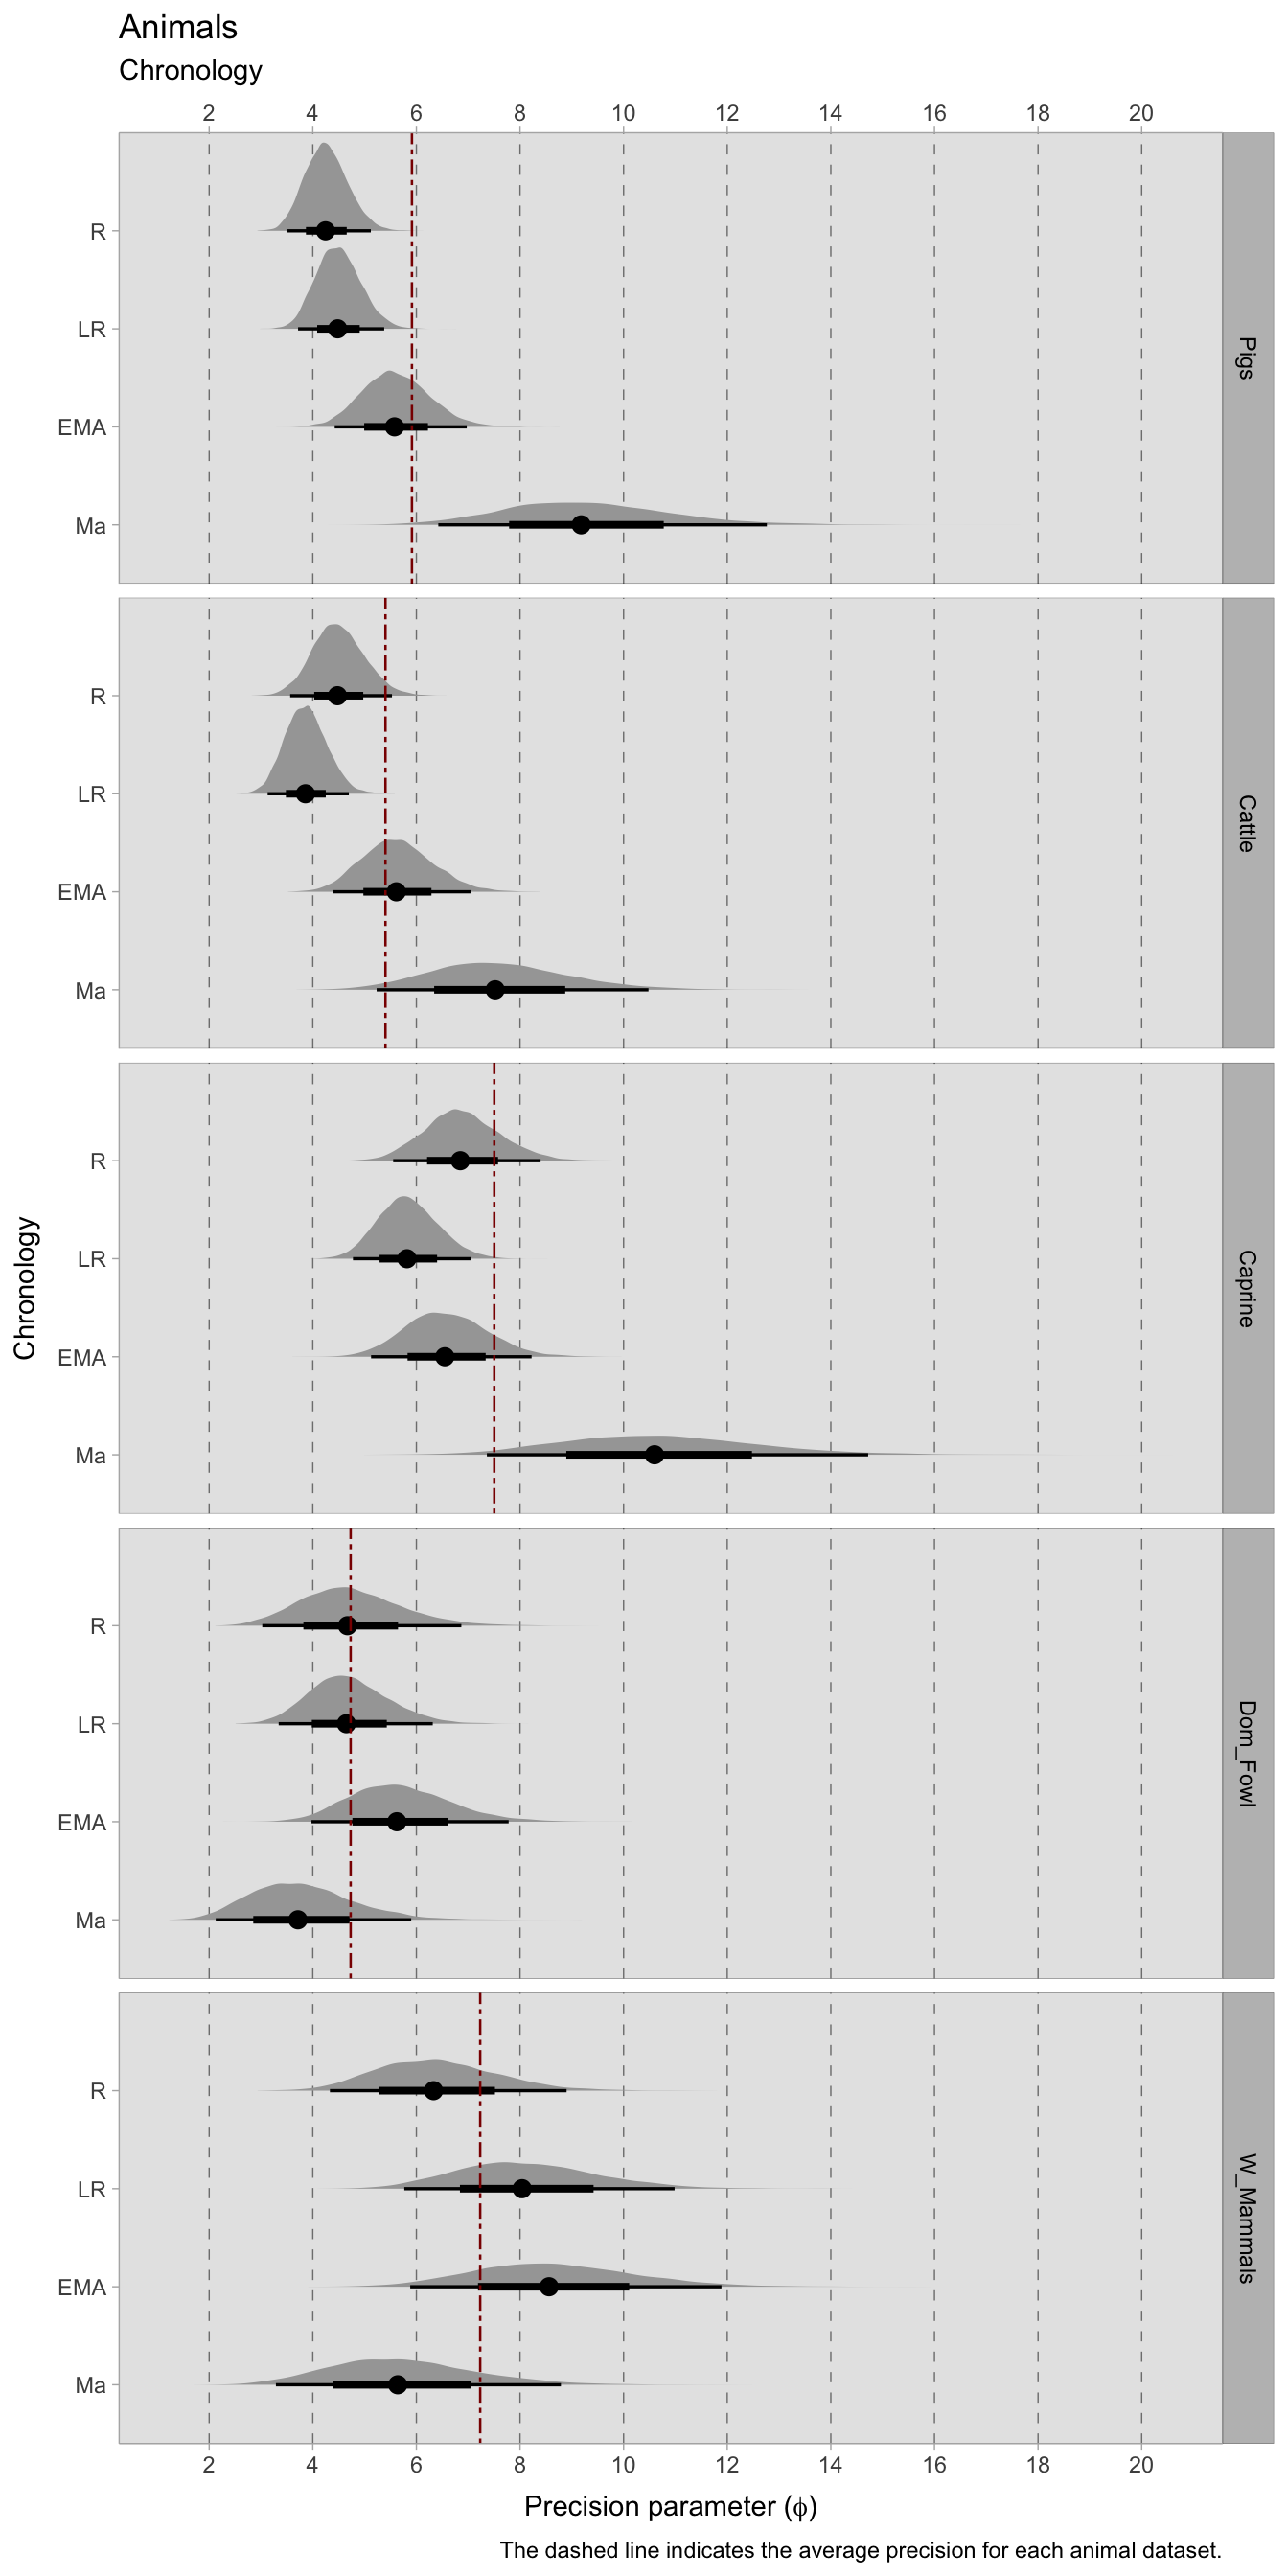 Animals
Chronology
2 4 6 8 10 12 14 16 18 20
R
LR
EMA
Ma
Pigs
R
LR
EMA
Ma
Cattle
R
LR
EMA
Ma
Caprine
R
LR
EMA
Ma
Dom_Fowl
R
LR
EMA
Ma
W_Mammals
Chronology
2 4 6 8 10 12 14 16 18 20
Precision parameter (ϕ)
The dashed line indicates the average precision for each animal dataset.